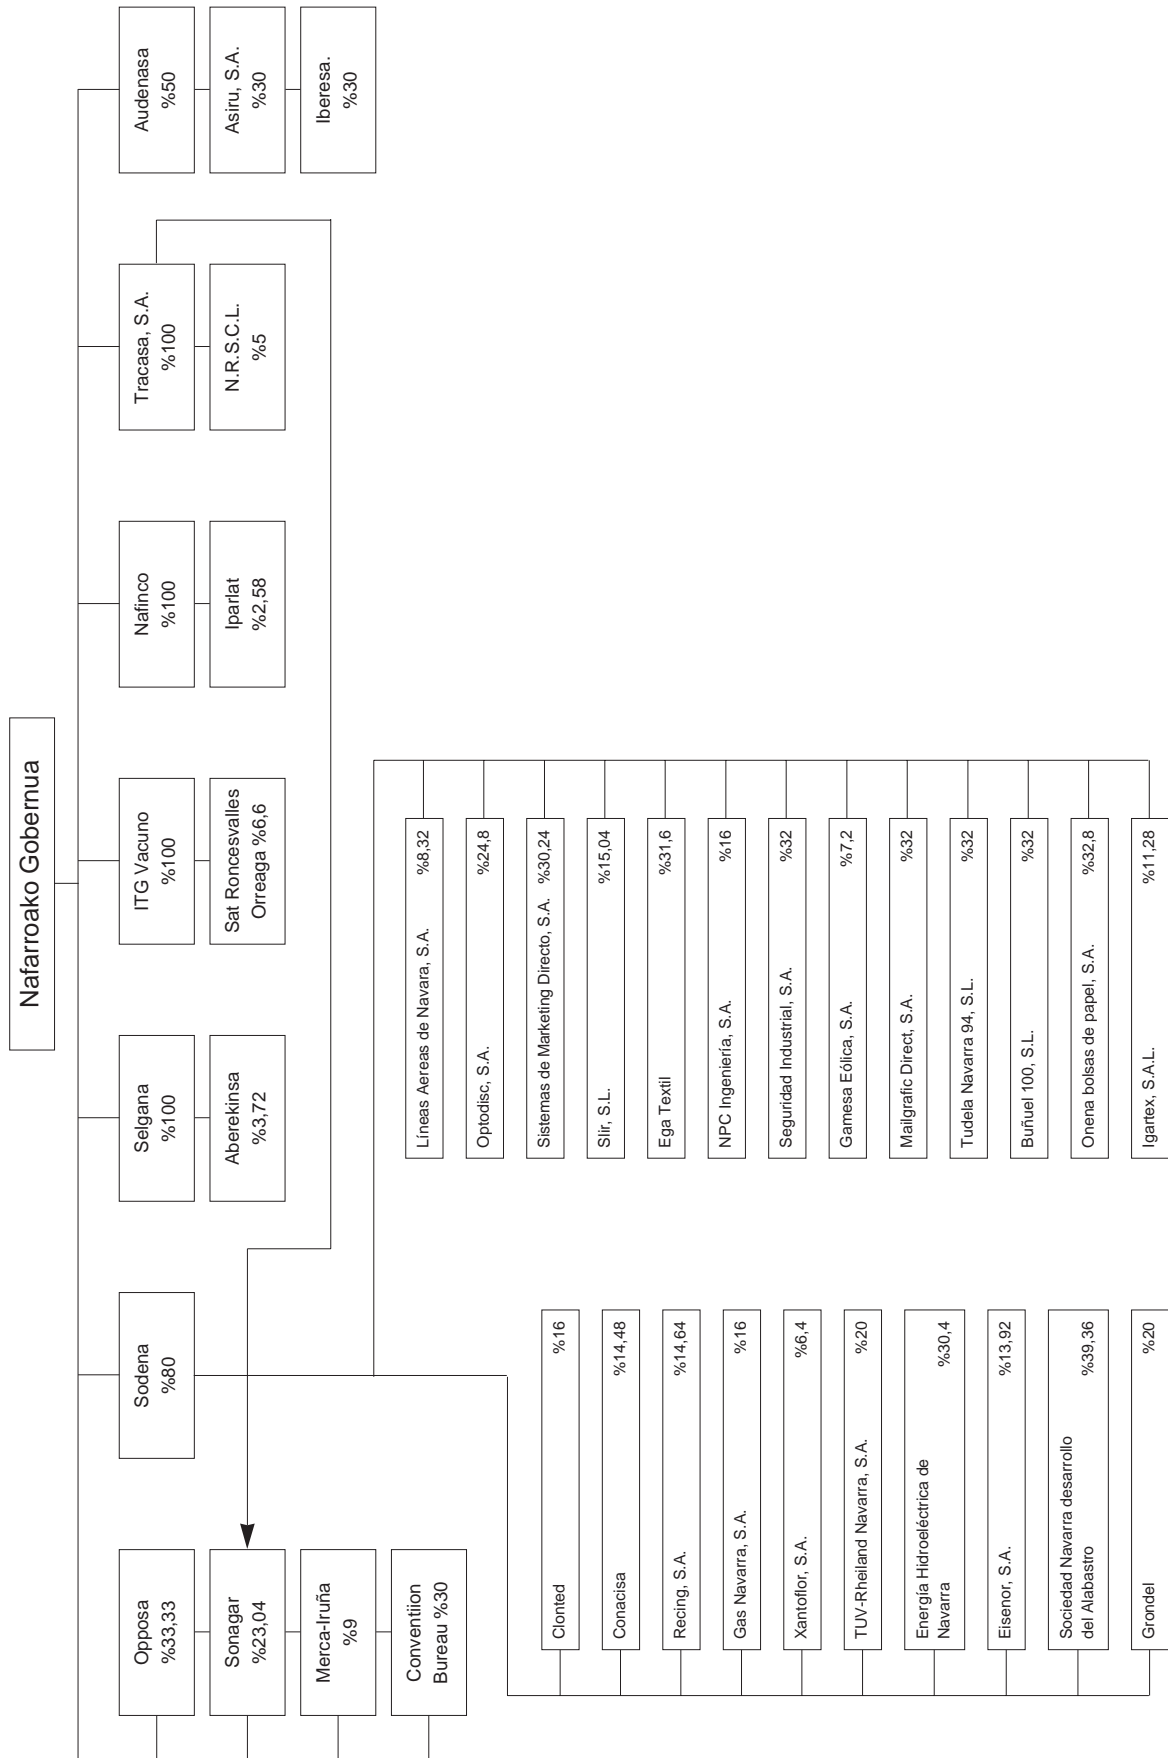 Nafarroako Gobernua
Opposa
%33,33
Sonagar
%23,04
Merca-Iruña
%9
Conventiion
Bureau %30
Sodena
%80
Selgana
%100
Aberekinsa
%3,72
ITG Vacuno
%100
Sat Roncesvalles
Orreaga %6,6
Nafinco
%100
Iparlat
%2,58
Tracasa, S.A.
%100
N.R.S.C.L.
%5
Audenasa
%50
Asiru, S.A.
%30
Iberesa.
%30
Clonted %16
Conacisa %14,48
Recing, S.A. %14,64
Gas Navarra, S.A. %16
Xantoflor, S.A. %6,4
TUV-Rheiland Navarra, S.A. %20
Energía Hidroeléctrica de
Navarra %30,4
Eisenor, S.A. %13,92
Sociedad Navarra desarrollo
del Alabastro %39,36
Grondel %20
Líneas Aereas de Navara, S.A. %8,32
Optodisc, S.A. %24,8
Sistemas de Marketing Directo, S.A. %30,24
Slir, S.L. %15,04
Ega Textil %31,6
NPC Ingeniería, S.A. %16
Seguridad Industrial, S.A. %32
Gamesa Eólica, S.A. %7,2
Mailgrafic Direct, S.A. %32
Tudela Navarra 94, S.L. %32
Buñuel 100, S.L. %32
Onena bolsas de papel, S.A. %32,8
Igartex, S.A.L. %11,28